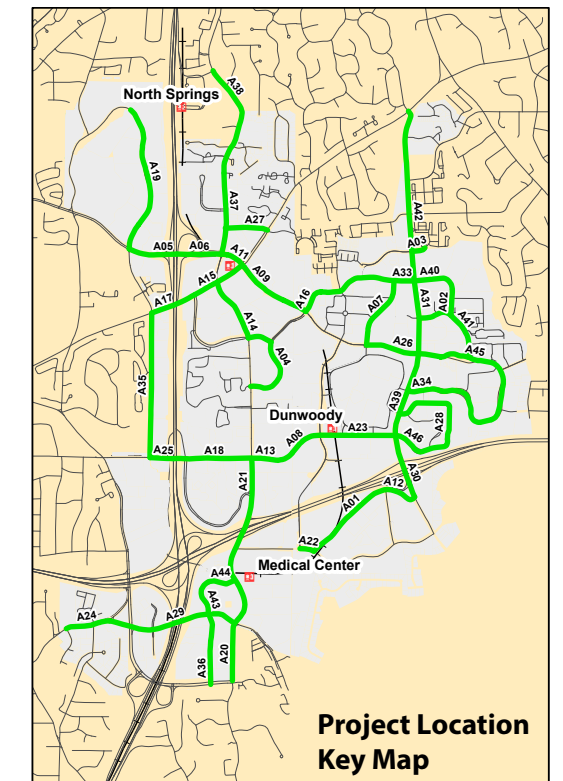 A38
North Springs
A19
A37
A27
A42
A03
A05
A06
A11
A09
A15
A33
A40
A17
A16
A07
A31
A02
A14
A41
A04
A26
A45
A35
A34
A39
Dunwoody
A28
A08
A23
A46
A25
A18
A13
A21
A30
A12
A01
A22
A44
Medical Center
A43
A24
A29
A36
A20
Project Location
Key Map